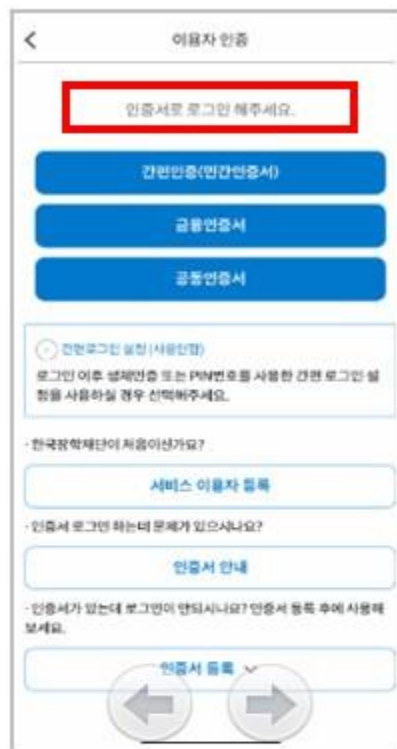 이용자 인증
인증서로 로그인 해주세요.
간편인증(민간인증서)
금융인증서
공동인증서
간편로그인 설정 (사용안함)
로그인 이후 생체인증 또는 PIN번호를 사용한 간편 로그인 설
정을 사용하실 경우 선택해주세요.
· 한국장학재단이 처음이신가요?
서비스 이용자 등록
· 인증서 로그인 하는데 문제가 있으시나요?
인증서 안내
· 인증서가 있는데 로그인이 안되시나요? 인증서 등록 후에 사용해
보세요.
인증서 등록